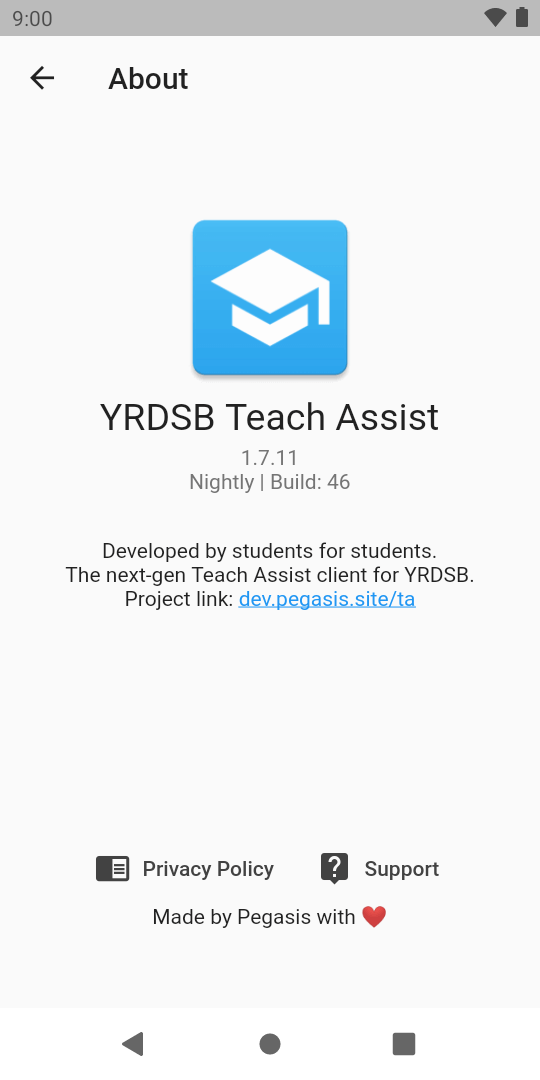 9:00
About
YRDSB Teach Assist
1.7.11
Nightly | Build: 46
Developed by students for students.
The next-gen Teach Assist client for YRDSB.
Project link: dev.pegasis.site/ta
Privacy Policy
Support
Made by Pegasis with ❤️